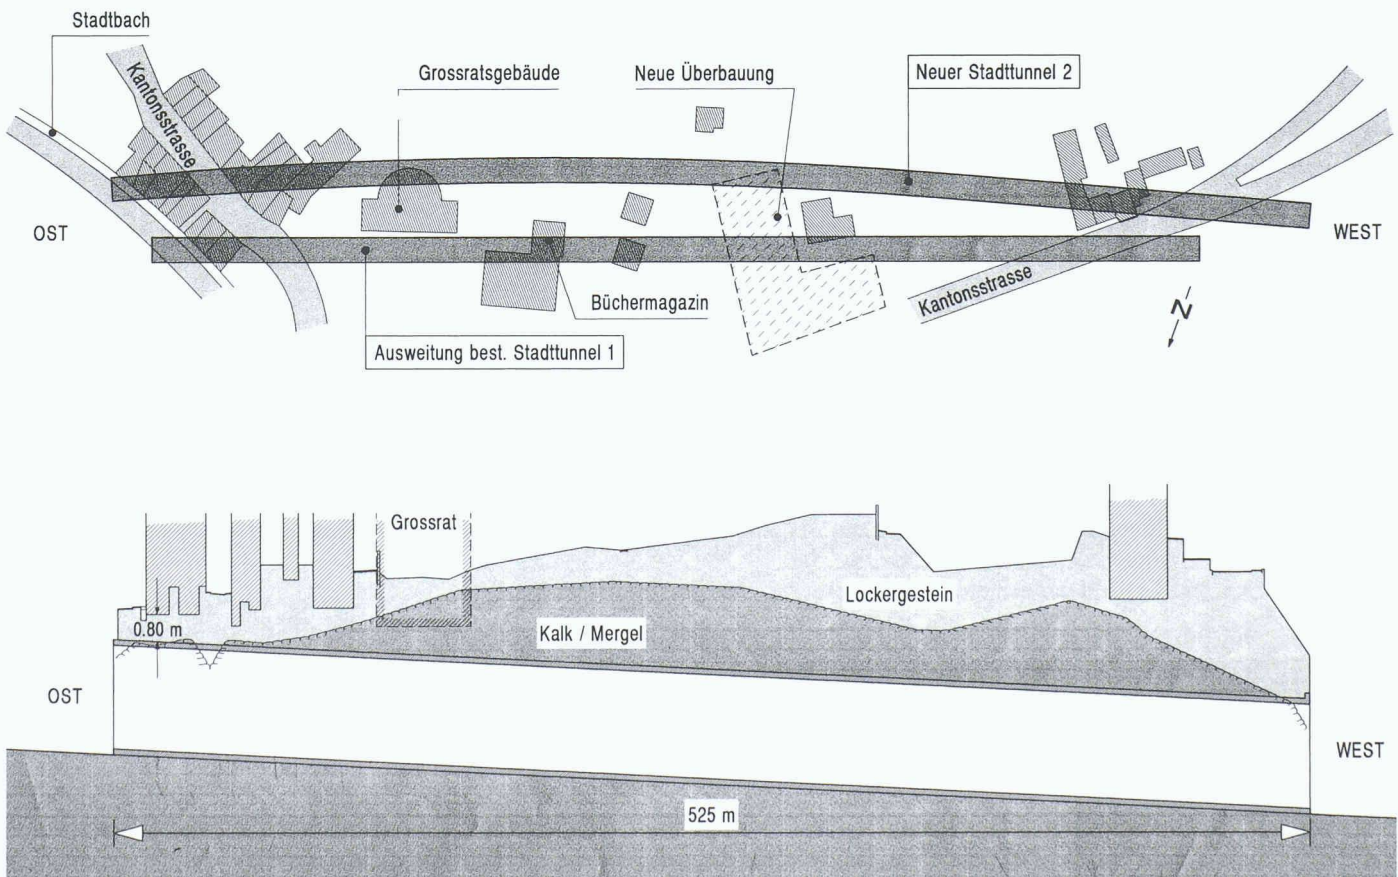 Stadtbach
Kantonsstrasse
Grossratsgebäude
Neue Überbauung
Neuer Stadttunnel 2
OST
WEST
Büchermagazin
Kantonsstrasse
N
Ausweitung best. Stadttunnel 1
Grossrat
Lockergestein
0.80 m
Kalk / Mergel
OST
WEST
525 m